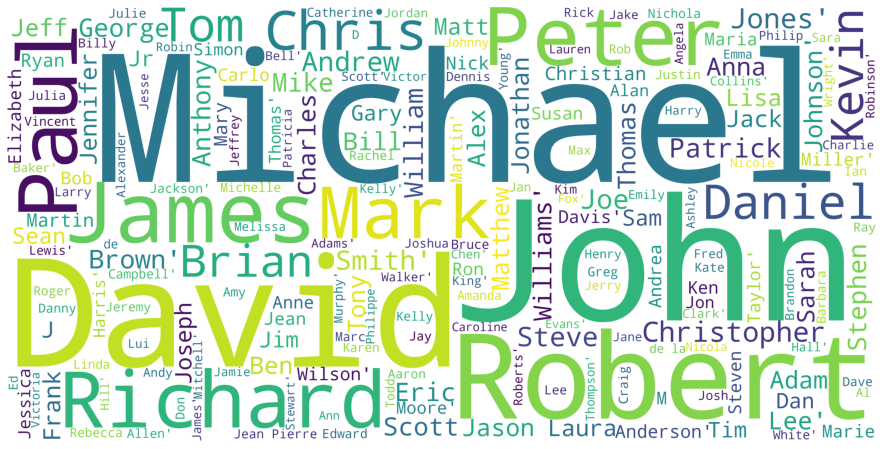 Michael
David
John
Robert
James
Mark
Peter
Paul
Richard
Chris
Daniel
Brian
Kevin
Tom
George
Jeff
Ryan
Julie
Billy
Robin
Simon
Catherine
D
Jordan
Matt
Andrew
Mike
Nick
Johnny
Dennis
Rick
Jake
Nichola
Lauren
Rob
Angela
Maria
Philip
Emma
Sara
Jones'
Robinson'
Elizabeth
Julia
Vincent
Jennifer
Jesse
Jr
Carlo
Anthony
Mary
Jeffrey
Bell'
Scott'
Victor
Thomas'
Patricia
Charles
Gary
Bill
Rachel
William
Martin'
Alex
Young'
Jonathan
Christian
Susan
Alan
Max
Thomas
Harry
Justin
Collins'
Anna
Patrick
Nicole
Lisa
Jack
Wright'
Johnson'
Miller'
Charlie
Ian
Baker'
Bob
Larry
Alexander
Jackson'
Michelle
Kelly'
Jan
Kim
Fox'
Emily
Joe
Davis'
Sam
Ashley
Martin
Sean
Lewis'
de
Melissa
Adams'
Joshua
Bruce
Matthew
Williams'
Ray
Brown'
Campbell'
Smith'
Chen'
Ron
King'
Walker'
Henry
Greg
Jerry
Andrea
Fred
Kate
Ken
Jon
Taylor'
Brandon
Barbara
Sarah
Stephen
Roger
Danny
J
Harris'
Jeremy
Amy
Anne
Jean
Jim
Murphy'
Tony
Philippe
Amanda
Kelly
Caroline
Evans'
Jane
Clark'
Steve
Christopher
Lui
Joseph
Marc
Karen
Jay
de la
Nicola
Hall'
Linda
Andy
Jamie
Ben
Wilson'
Todd
Aaron
Eric
Roberts'
Lee
Thompson'
Craig
M
Steven
Josh
Adam
Dan
Dave
Al
Ed
Jessica
Victoria
Frank
Hill'
James'
Mitchell'
Don
Stewart'
Ann
Moore'
Rebecca
Allen'
Jean Pierre
Edward
Scott
Jason
Laura
Anderson'
Tim
White'
Lee'
Marie